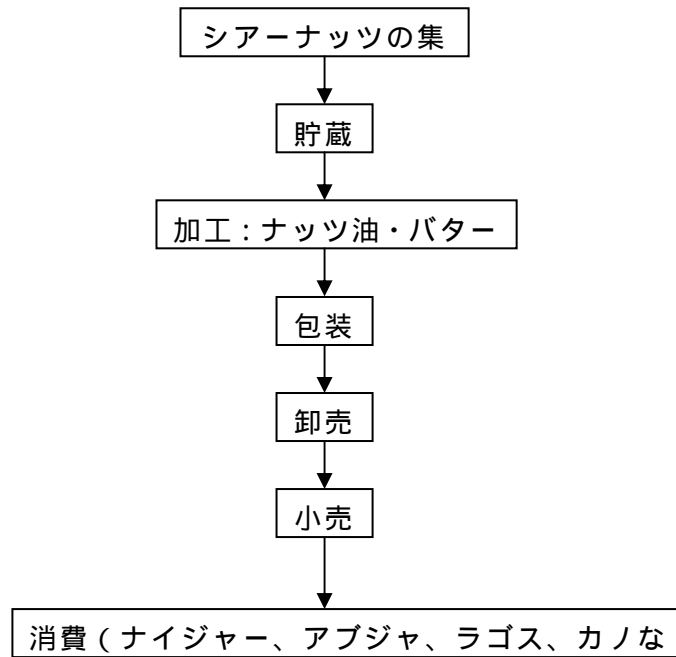 シアーナッツの集
貯蔵
加工：ナッツ油・バター
包装
卸売
小売
消費（ナイジャー、アブジャ、ラゴス、カノな